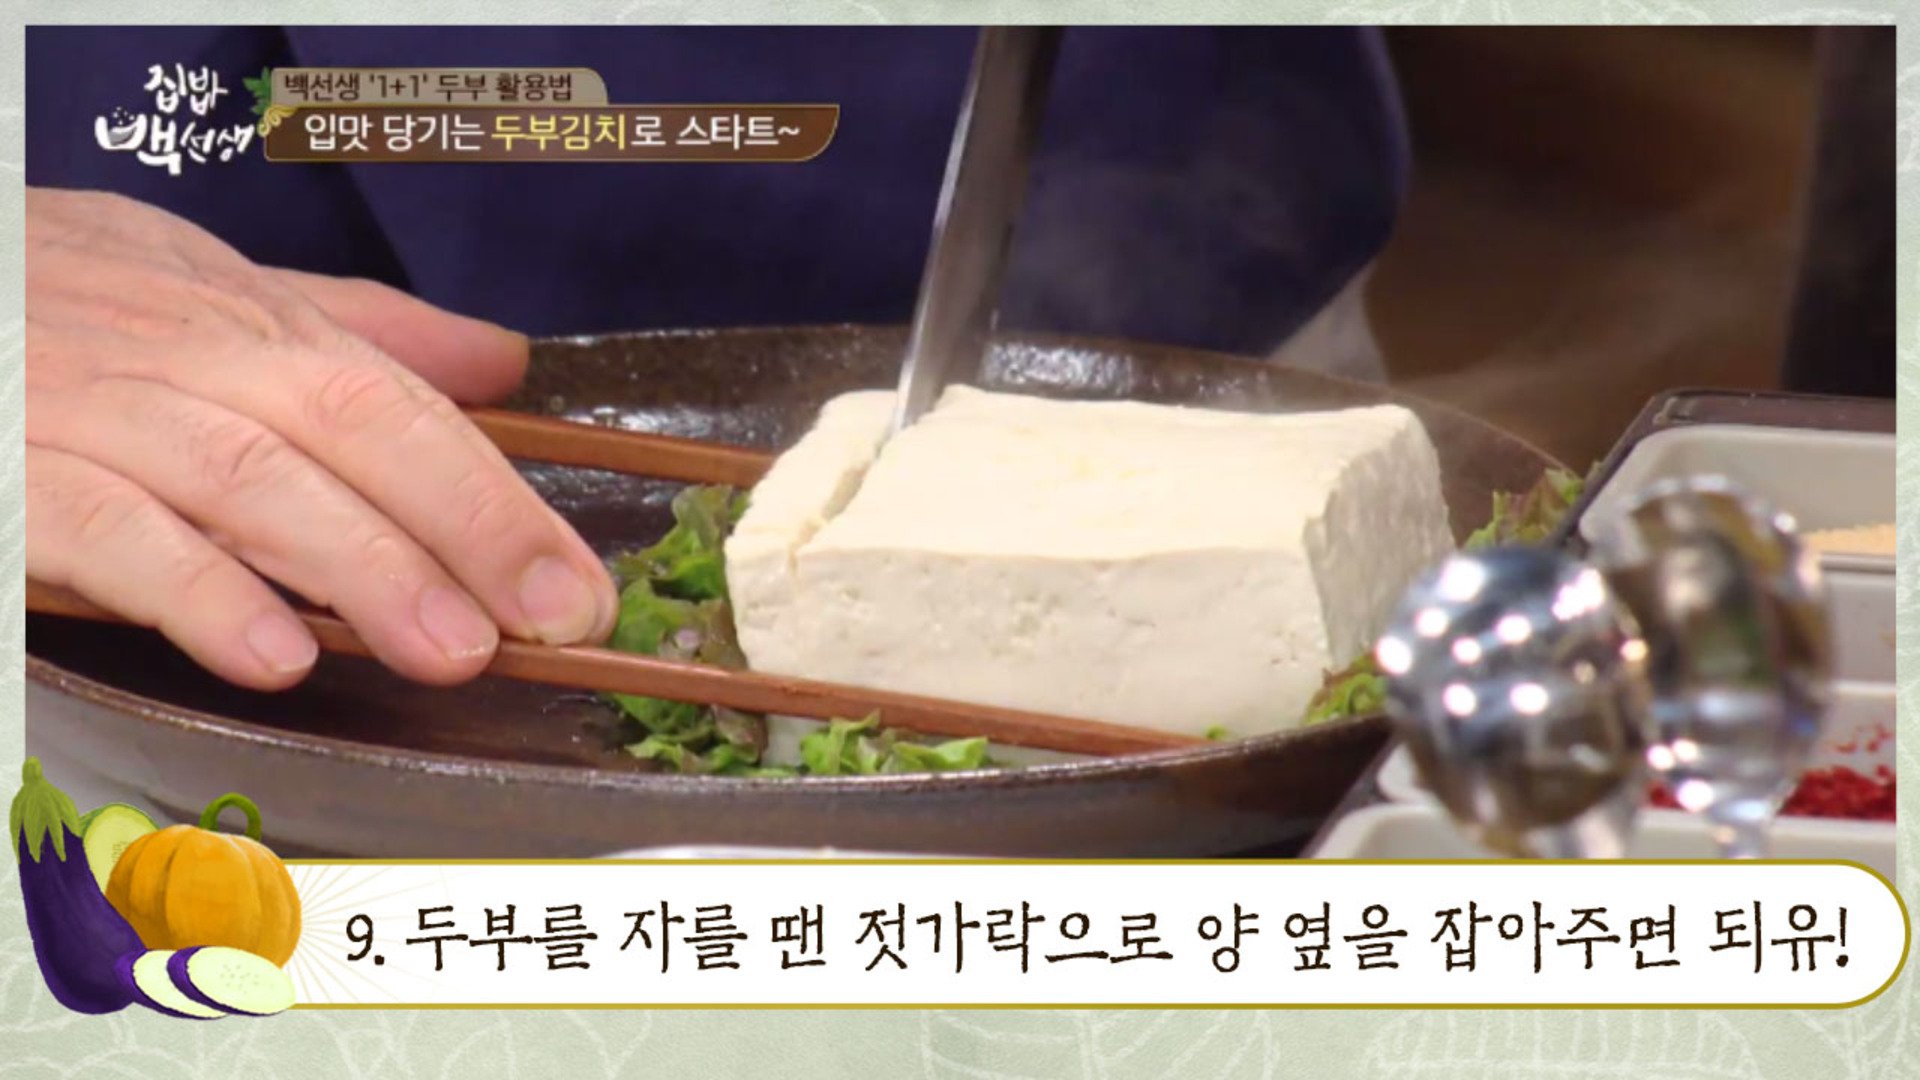 집밥
백선생
백선생 '1+1' 두부 활용법
입맛 당기는 두부김치로 스타트~
9. 두부를 자를 땐 젓가락으로 양 옆을 잡아주면 되유!